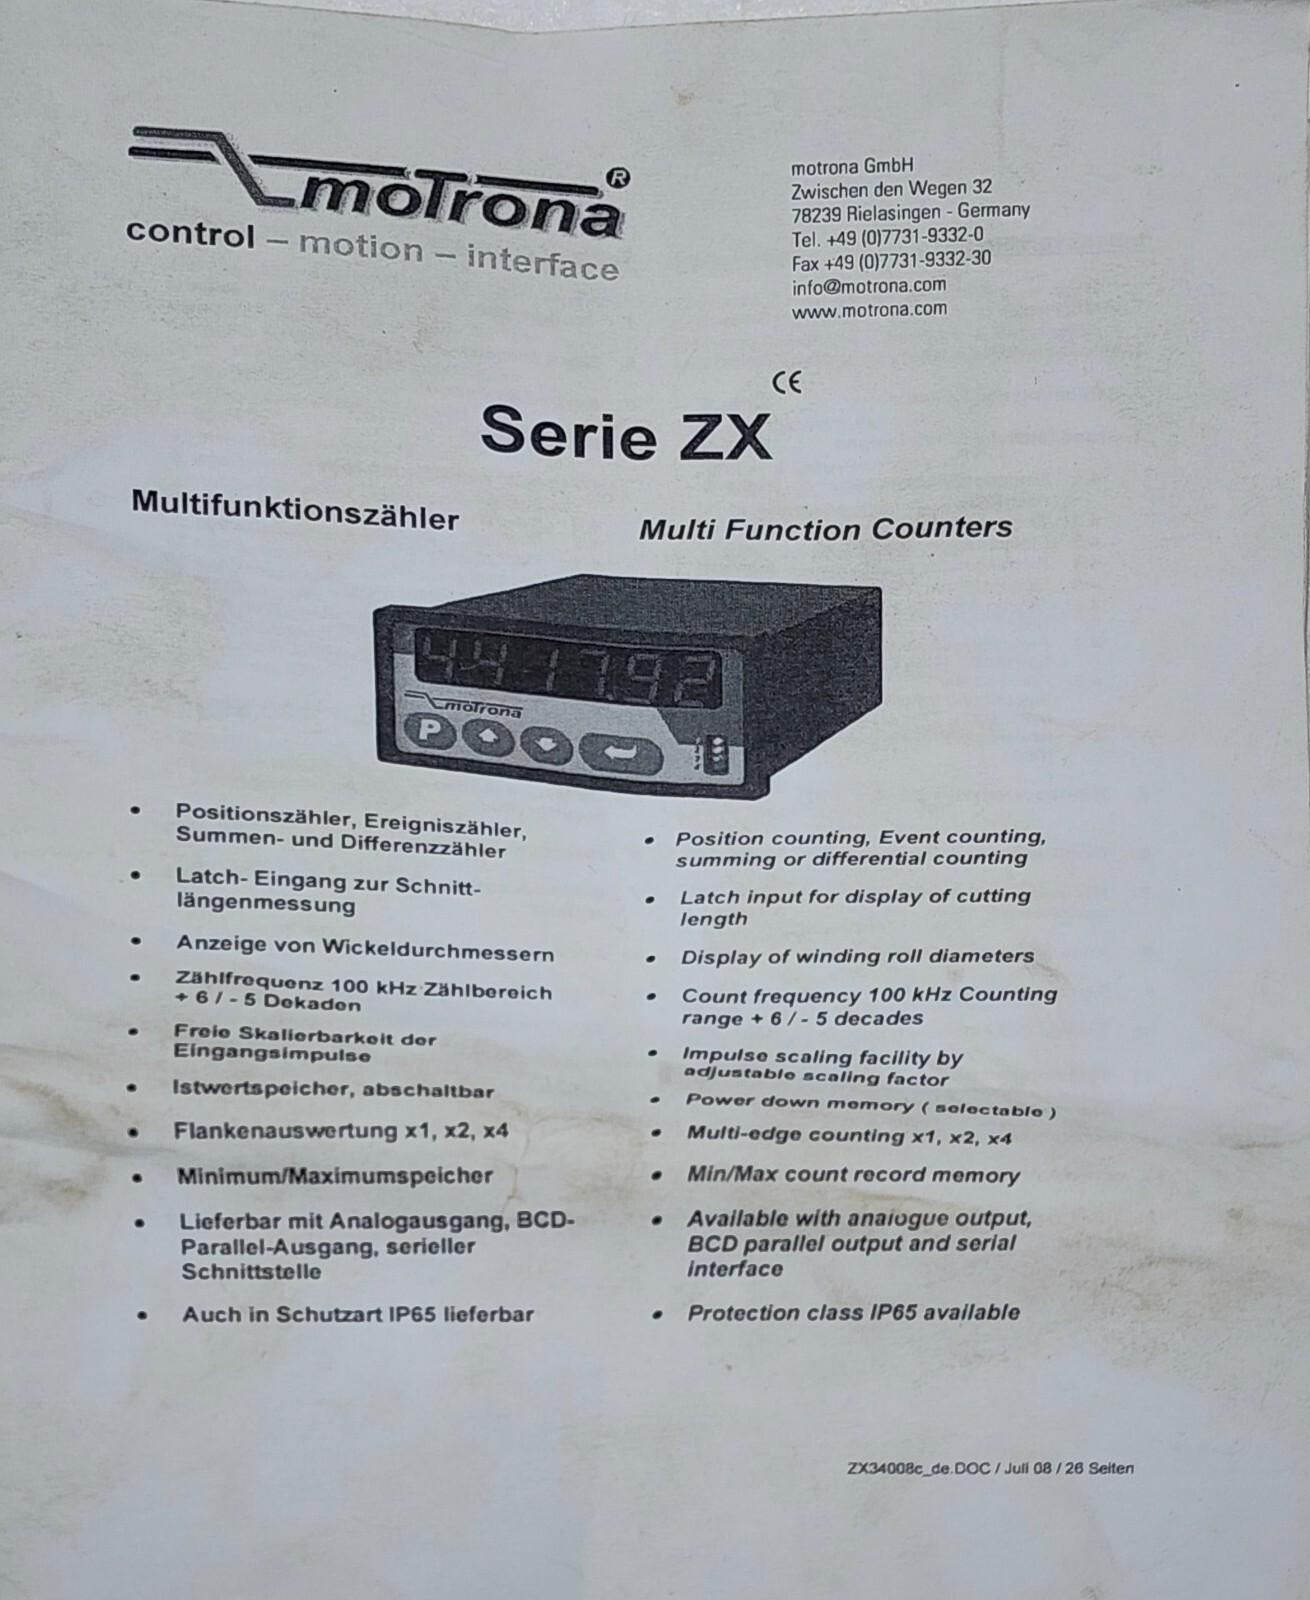 moTrona®
control – motion – interface
motrona GmbH
Zwischen den Wegen 32
78239 Rielasingen - Germany
Tel. +49 (0)7731-9332-0
Fax +49 (0)7731-9332-30
info@motrona.com
www.motrona.com
CE
Serie ZX
Multifunktionszähler
Multi Function Counters
4417.92
moTrona
P
1
2
3
4
• Positionszähler, Ereigniszähler,
Summen- und Differenzzähler
• Latch- Eingang zur Schnitt-
längenmessung
• Anzeige von Wickeldurchmessern
• Zählfrequenz 100 kHz Zählbereich
+ 6 / - 5 Dekaden
• Freie Skalierbarkeit der
Eingangsimpulse
• Istwertspeicher, abschaltbar
• Flankenauswertung x1, x2, x4
• Minimum/Maximumspeicher
• Lieferbar mit Analogausgang, BCD-
Parallel-Ausgang, serieller
Schnittstelle
• Auch in Schutzart IP65 lieferbar
• Position counting, Event counting,
summing or differential counting
• Latch input for display of cutting
length
• Display of winding roll diameters
• Count frequency 100 kHz Counting
range + 6 / - 5 decades
• Impulse scaling facility by
adjustable scaling factor
• Power down memory ( selectable )
• Multi-edge counting x1, x2, x4
• Min/Max count record memory
• Available with analogue output,
BCD parallel output and serial
interface
• Protection class IP65 available
ZX34008c_de.DOC / Juli 08 / 26 Seiten